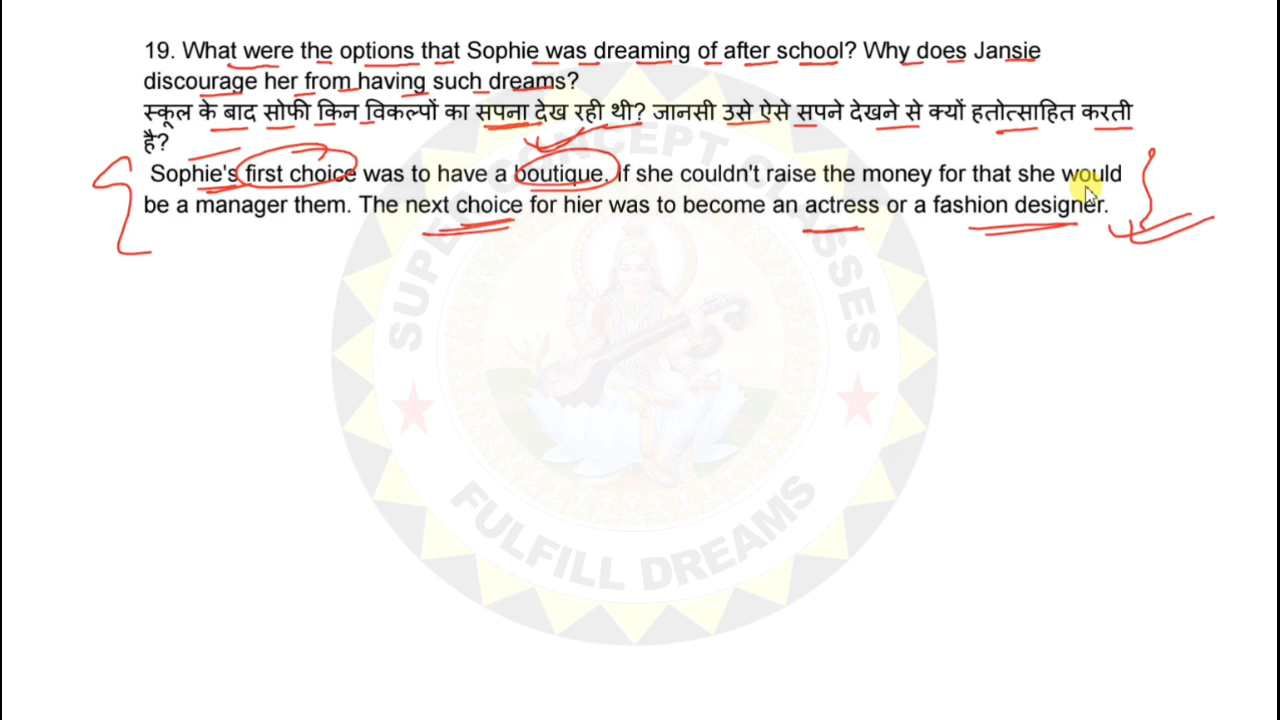 19. What were the options that Sophie was dreaming of after school? Why does Jansie
discourage her from having such dreams?
स्कूल के बाद सोफी किन विकल्पों का सपना देख रही थी? जानसी उसे ऐसे सपने देखने से क्यों हतोत्साहित करती
है?
Sophie's first choice was to have a boutique. If she couldn't raise the money for that she would
be a manager them. The next choice for hier was to become an actress or a fashion designer.
SUPER CONCEPT CLASSES
FULFILL DREAMS